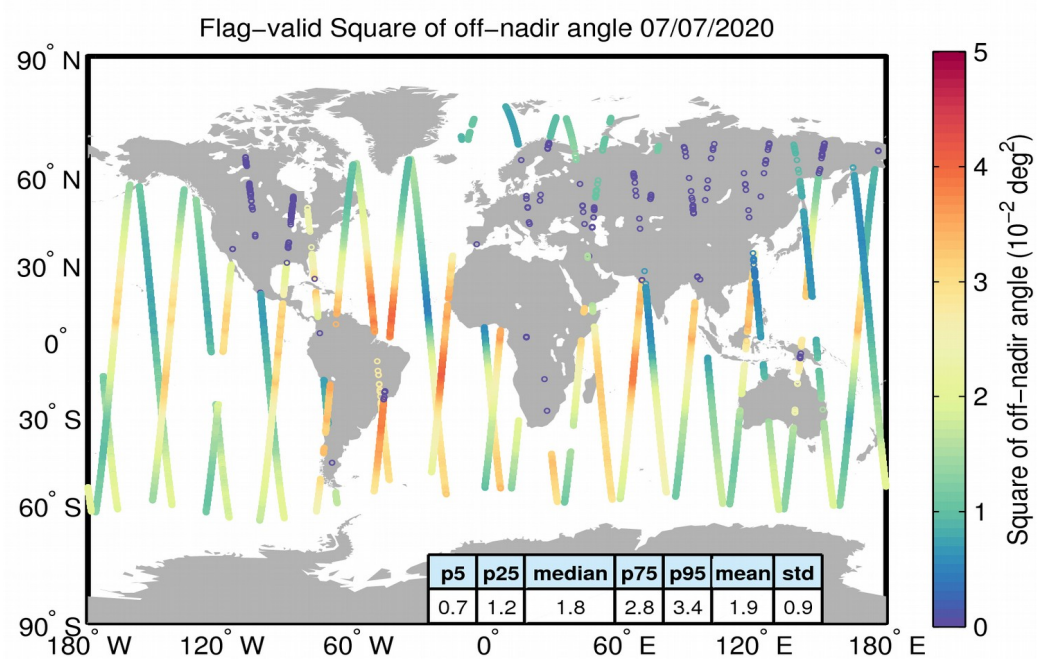 Flag−valid Square of off−nadir angle 07/07/2020
90° N
60° N
30° N
0°
30° S
60° S
90° S
180° W
120° W
60° W
0°
60° E
120° E
180° E
p5 p25 median p75 p95 mean std
0.7 1.2 1.8 2.8 3.4 1.9 0.9
5
4
3
2
1
0
Square of off−nadir angle (10⁻² deg²)